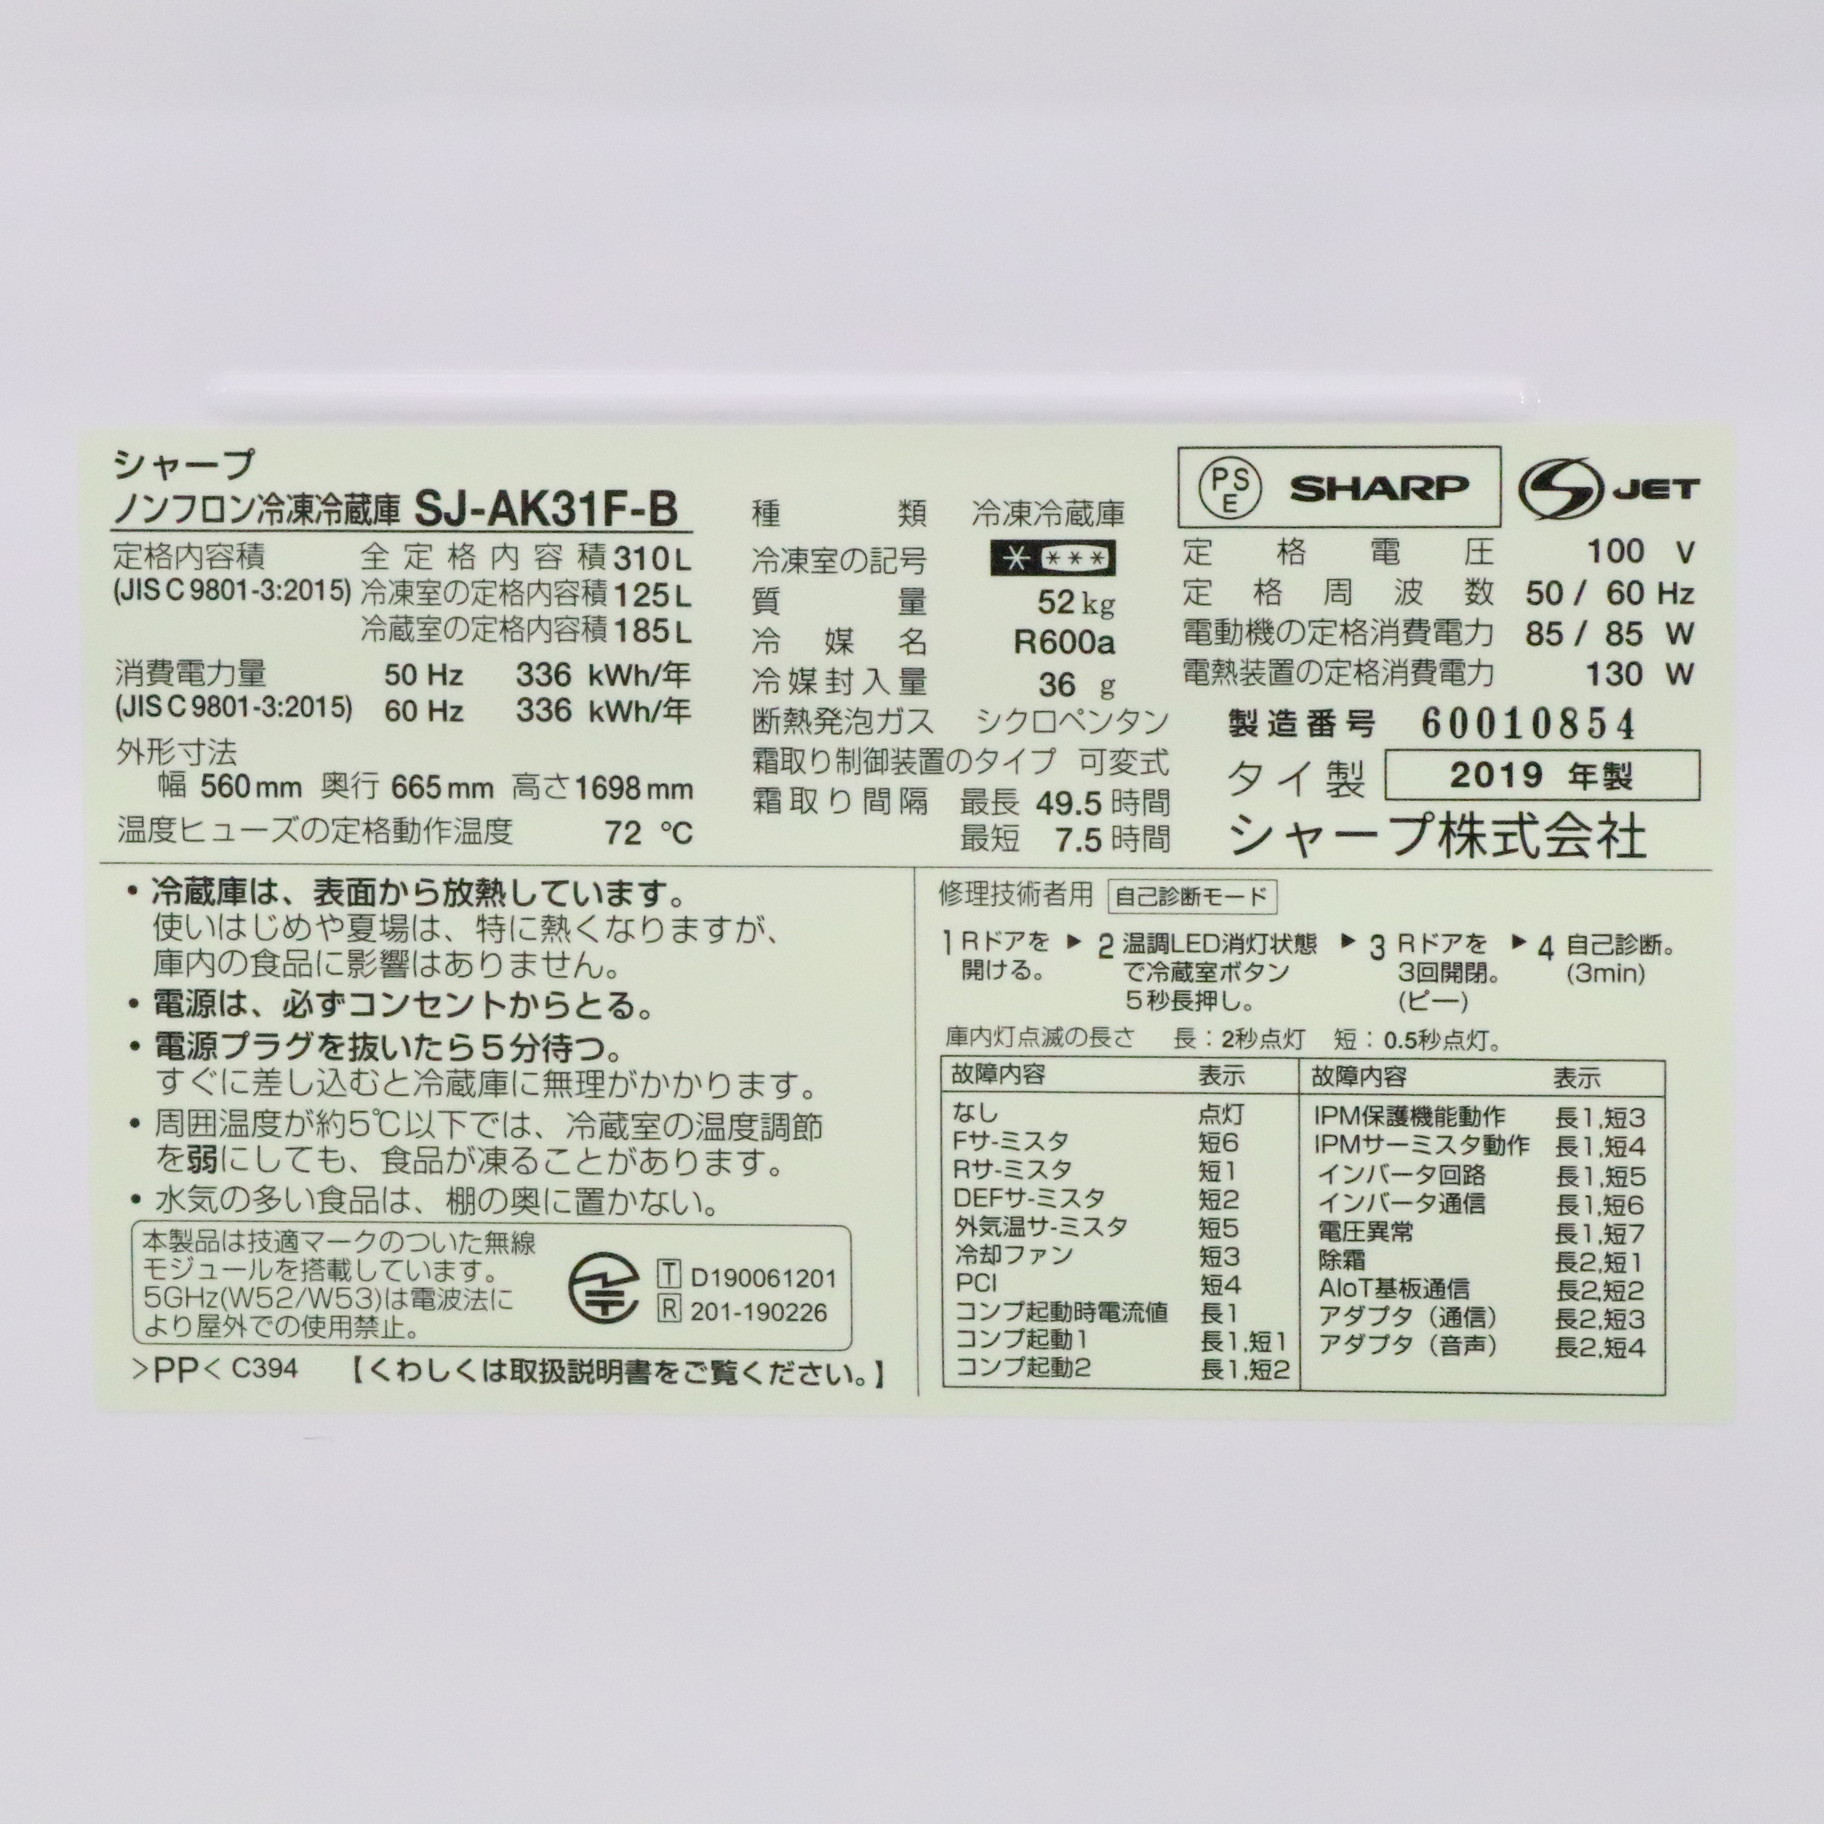 シャープ
ノンフロン冷凍冷蔵庫 SJ-AK31F-B
定格内容積 全定格内容積 310L
(JIS C 9801-3:2015) 冷凍室の定格内容積 125L
冷蔵室の定格内容積 185L
消費電力量 50 Hz 336 kWh/年
(JIS C 9801-3:2015) 60 Hz 336 kWh/年
外形寸法
幅 560mm 奥行 665mm 高さ1698mm
温度ヒューズの定格動作温度 72 ℃
種類 冷凍冷蔵庫
冷凍室の記号 * ***
質量 52kg
冷媒名 R600a
冷媒封入量 36 g
断熱発泡ガス シクロペンタン
霜取り制御装置のタイプ 可変式
霜取り間隔 最長 49.5 時間
最短 7.5 時間
PSE SHARP S JET
定格電圧 100 V
定格周波数 50 / 60 Hz
電動機の定格消費電力 85 / 85 W
電熱装置の定格消費電力 130 W
製造番号 60010854
タイ製 2019 年製
シャープ株式会社
・冷蔵庫は、表面から放熱しています。
使いはじめや夏場は、特に熱くなりますが、
庫内の食品に影響はありません。
・電源は、必ずコンセントからとる。
・電源プラグを抜いたら5分待つ。
すぐに差し込むと冷蔵庫に無理がかかります。
・周囲温度が約5℃以下では、冷蔵室の温度調節
を弱にしても、食品が凍ることがあります。
・水気の多い食品は、棚の奥に置かない。
本製品は技適マークのついた無線
モジュールを搭載しています。
5GHz(W52/W53)は電波法に
より屋外での使用禁止。
T D190061201
R 201-190226
>PP< C394 【くわしくは取扱説明書をご覧ください。】
修理技術者用 自己診断モード
1 Rドアを ▶ 2 温調LED消灯状態 ▶ 3 Rドアを ▶ 4 自己診断。
開ける。 で冷蔵室ボタン 3回開閉。 (3min)
5秒長押し。 (ピー)
庫内灯点滅の長さ 長：2秒点灯 短：0.5秒点灯。
故障内容 表示 故障内容 表示
なし 点灯 IPM保護機能動作 長1,短3
Fサ-ミスタ 短6 IPMサーミスタ動作 長1,短4
Rサ-ミスタ 短1 インバータ回路 長1,短5
DEFサ-ミスタ 短2 インバータ通信 長1,短6
外気温サ-ミスタ 短5 電圧異常 長1,短7
冷却ファン 短3 除霜 長2,短1
PCI 短4 AIoT基板通信 長2,短2
コンプ起動時電流値 長1 アダプタ（通信） 長2,短3
コンプ起動1 長1,短1 アダプタ（音声） 長2,短4
コンプ起動2 長1,短2